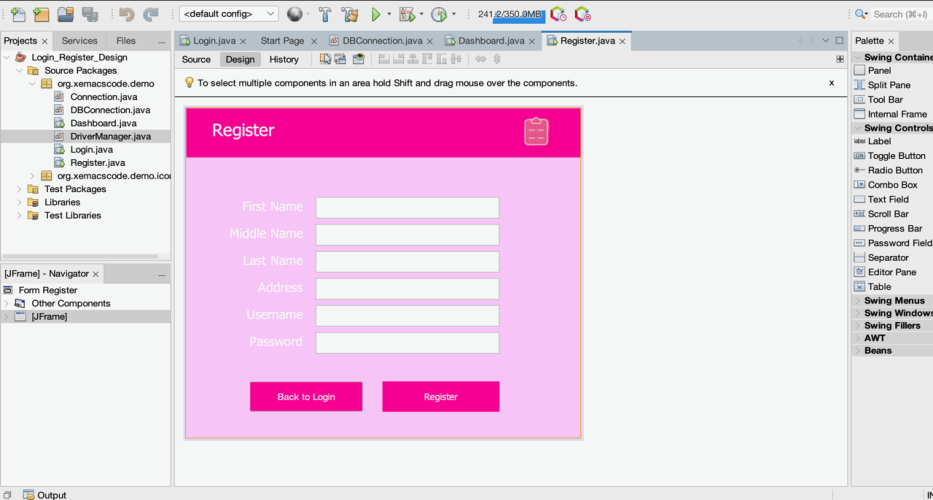 <default config>
241.2/350.0MB
Search (⌘+I)
Projects
Services
Files
Login.java
Start Page
DBConnection.java
Dashboard.java
Register.java
Palette
Source
Design
History
To select multiple components in an area hold Shift and drag mouse over the components.
x
Login_Register_Design
Source Packages
org.xemacscode.demo
Connection.java
DBConnection.java
Dashboard.java
DriverManager.java
Login.java
Register.java
org.xemacscode.demo.ico
Test Packages
Libraries
Test Libraries
[JFrame] - Navigator
Form Register
Other Components
[JFrame]
Register
First Name
Middle Name
Last Name
Address
Username
Password
Back to Login
Register
Swing Containe
Panel
Split Pane
Tool Bar
Internal Frame
Swing Controls
Label
Toggle Button
Radio Button
Combo Box
Text Field
Scroll Bar
Progress Bar
Password Field
Separator
Editor Pane
Table
Swing Menus
Swing Windows
Swing Fillers
AWT
Beans
Output
IN